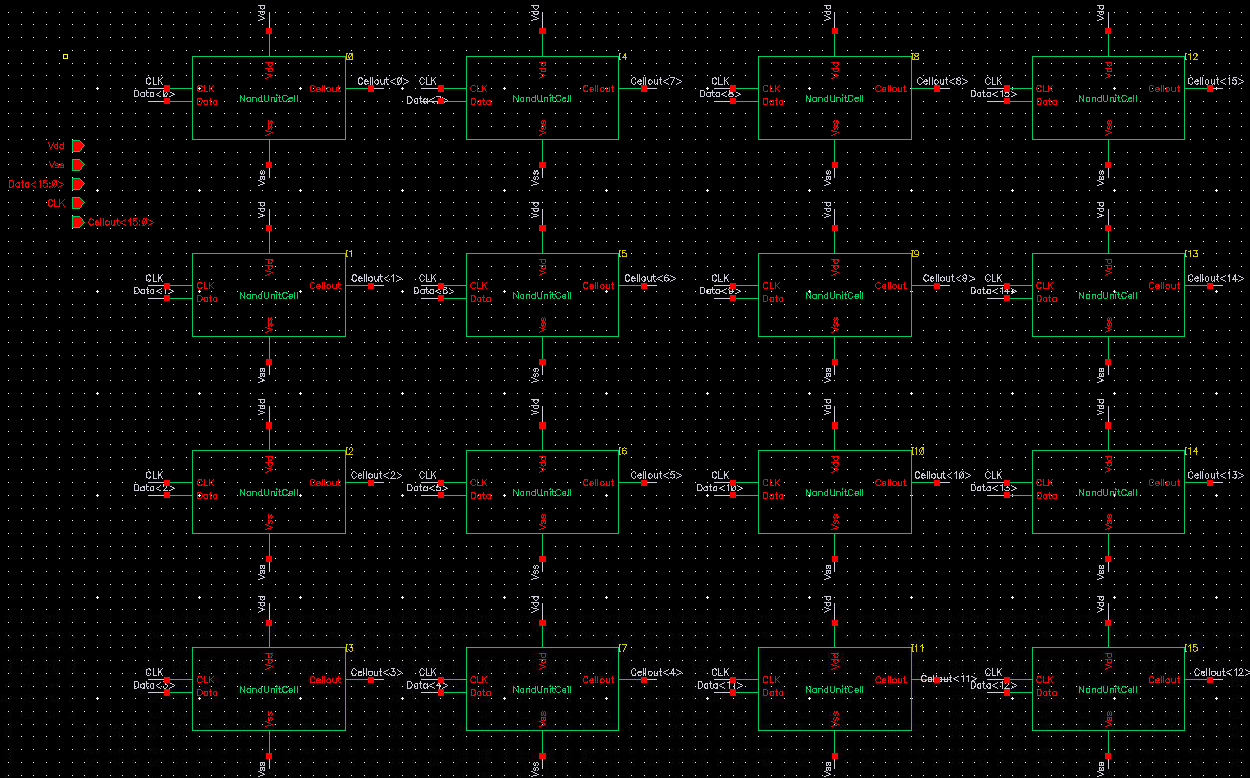 Vdd Vdd Vdd Vdd
I0 I4 I8 I12
CLK Vdd Cellout<0> CLK Vdd Cellout<7> CLK Vdd Cellout<8> CLK Vdd Cellout<15>
Data<0> CLK Cellout Data<7> CLK Cellout Data<8> CLK Cellout Data<15> CLK Cellout
Data NandUnitCell Data NandUnitCell Data NandUnitCell Data NandUnitCell
Vss Vss Vss Vss
Vdd
Vss
Vss Vss Vss Vss
Data<15:0>
CLK
Cellout<15:0>
Vdd Vdd Vdd Vdd
I1 I5 I9 I13
CLK Vdd Cellout<1> CLK Vdd Cellout<6> CLK Vdd Cellout<9> CLK Vdd Cellout<14>
Data<1> CLK Cellout Data<6> CLK Cellout Data<9> CLK Cellout Data<14> CLK Cellout
Data NandUnitCell Data NandUnitCell Data NandUnitCell Data NandUnitCell
Vss Vss Vss Vss
Vss Vss Vss Vss
Vdd Vdd Vdd Vdd
I2 I6 I10 I14
CLK Vdd Cellout<2> CLK Vdd Cellout<5> CLK Vdd Cellout<10> CLK Vdd Cellout<13>
Data<2> CLK Cellout Data<5> CLK Cellout Data<10> CLK Cellout Data<13> CLK Cellout
Data NandUnitCell Data NandUnitCell Data NandUnitCell Data NandUnitCell
Vss Vss Vss Vss
Vss Vss Vss Vss
Vdd Vdd Vdd Vdd
I3 I7 I11 I15
CLK Vdd Cellout<3> CLK Vdd Cellout<4> CLK Vdd Cellout<11> CLK Vdd Cellout<12>
Data<3> CLK Cellout Data<4> CLK Cellout Data<11> CLK Cellout Data<12> CLK Cellout
Data NandUnitCell Data NandUnitCell Data NandUnitCell Data NandUnitCell
Vss Vss Vss Vss
Vss Vss Vss Vss